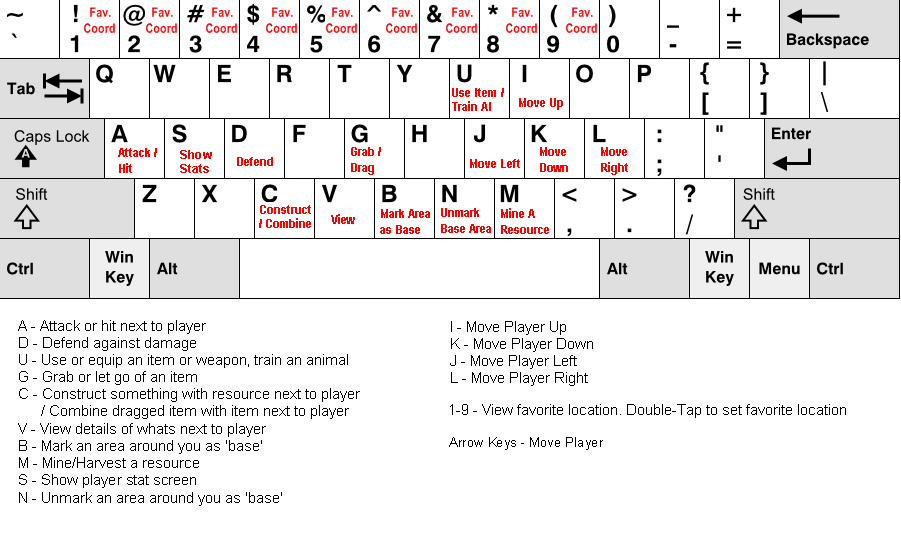 ~ ! Fav. @ Fav. # Fav. $ Fav. % Fav. ^ Fav. & Fav. * Fav. ( Fav. ) _ +
` 1 Coord 2 Coord 3 Coord 4 Coord 5 Coord 6 Coord 7 Coord 8 Coord 9 Coord 0 - = Backspace
Tab Q W E R T Y U I O P { } |
Use Item / Move Up [ ] \
Train AI
Caps Lock A S D F G H J K L : " Enter
A Attack / Show Defend Grab / Move Left Move Move ; '
Hit Stats Drag Down Right
Shift Z X C V B N M < > ? Shift
Construct View Mark Area Unmark Mine A , . /
/ Combine as Base Base Area Resource
Ctrl Win Alt Alt Win Menu Ctrl
Key Key
A - Attack or hit next to player
D - Defend against damage
U - Use or equip an item or weapon, train an animal
G - Grab or let go of an item
C - Construct something with resource next to player
/ Combine dragged item with item next to player
V - View details of whats next to player
B - Mark an area around you as 'base'
M - Mine/Harvest a resource
S - Show player stat screen
N - Unmark an area around you as 'base'
I - Move Player Up
K - Move Player Down
J - Move Player Left
L - Move Player Right
1-9 - View favorite location. Double-Tap to set favorite location
Arrow Keys - Move Player